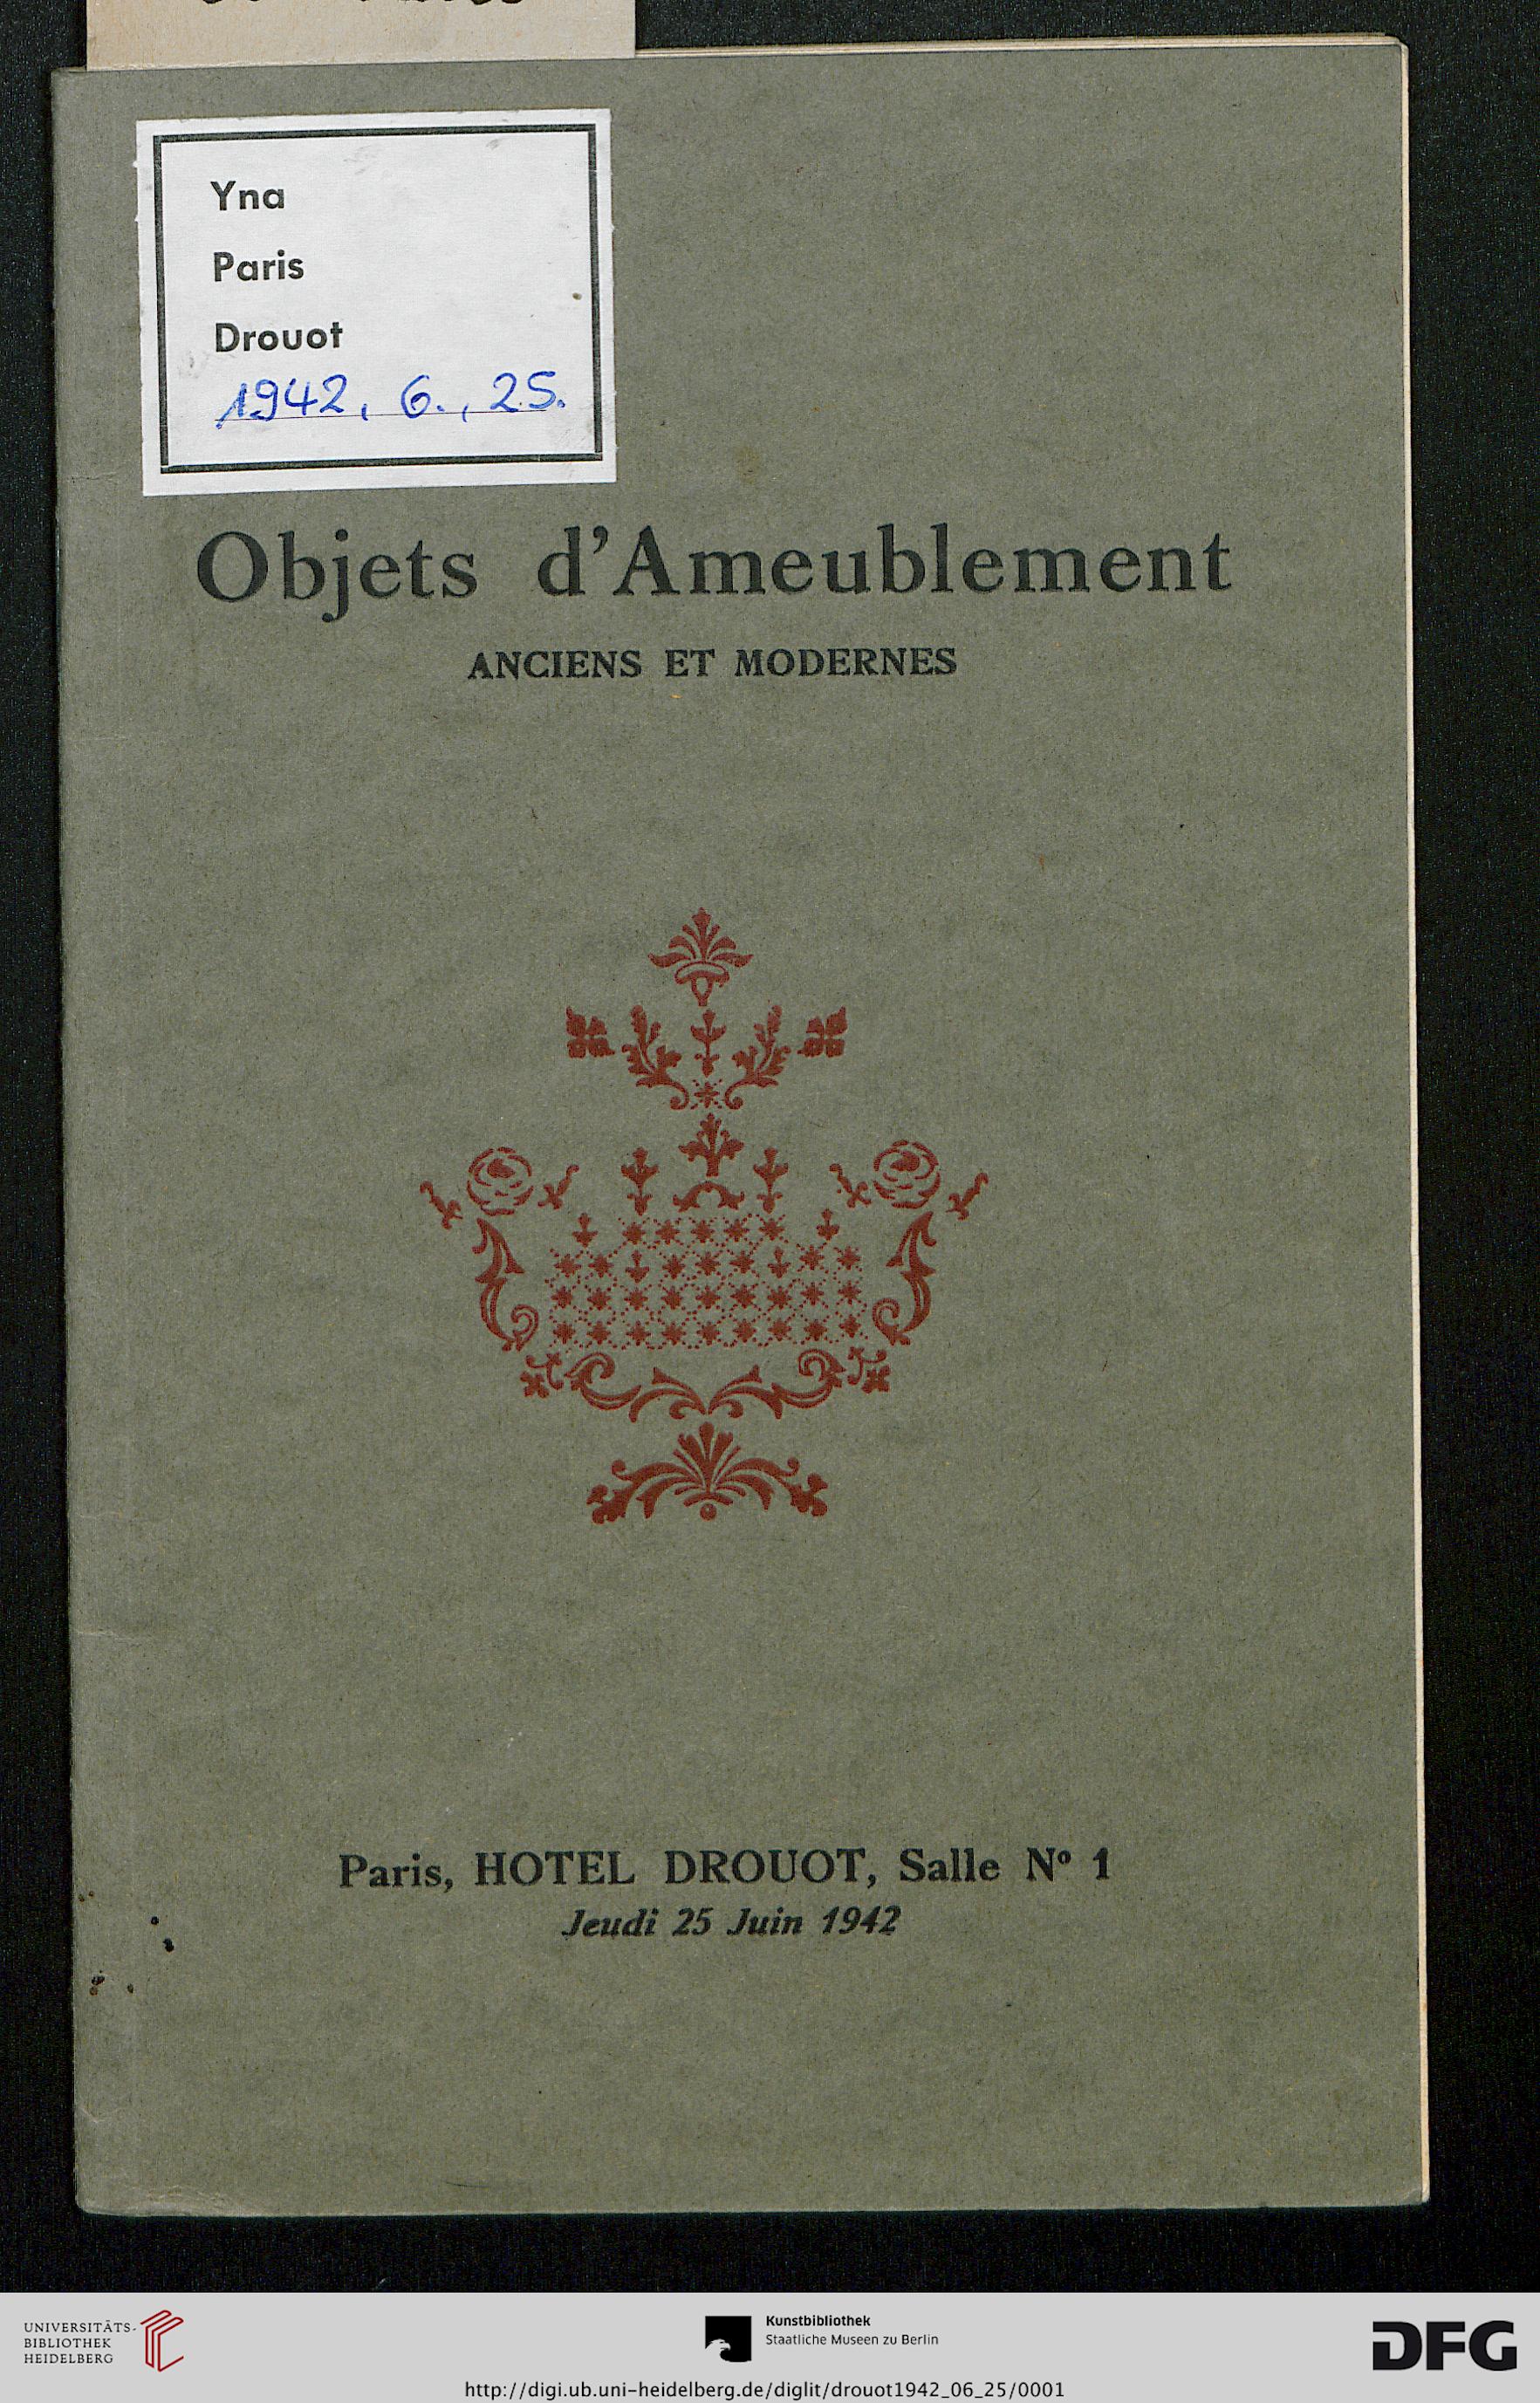 Yna
Paris
Drouot
1942, 6., 25.
Objets d'Ameublement
ANCIENS ET MODERNES
Paris, HOTEL DROUOT, Salle Nº 1
Jeudi 25 Juin 1942
UNIVERSITÄTS-
BIBLIOTHEK
HEIDELBERG
Kunstbibliothek
Staatliche Museen zu Berlin
DFG
http://digi.ub.uni-heidelberg.de/diglit/drouot1942_06_25/0001